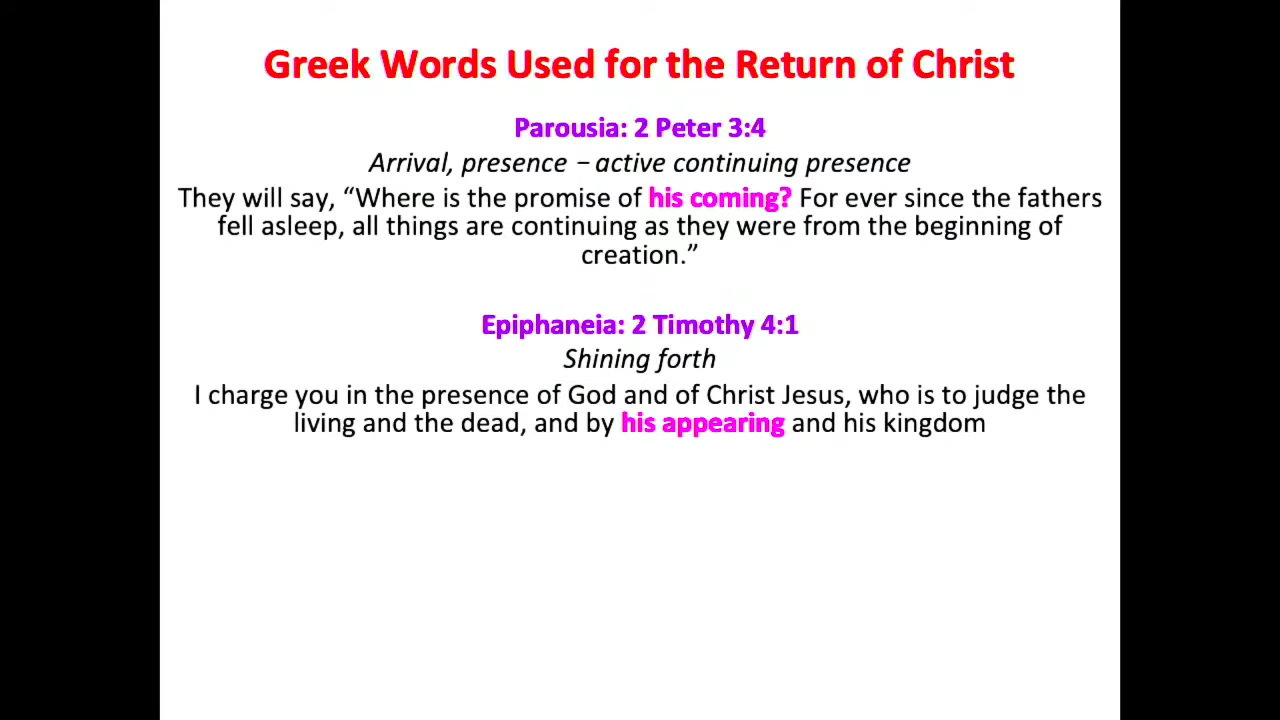 Greek Words Used for the Return of Christ
Parousia: 2 Peter 3:4
Arrival, presence – active continuing presence
They will say, “Where is the promise of his coming? For ever since the fathers
fell asleep, all things are continuing as they were from the beginning of
creation.”
Epiphaneia: 2 Timothy 4:1
Shining forth
I charge you in the presence of God and of Christ Jesus, who is to judge the
living and the dead, and by his appearing and his kingdom